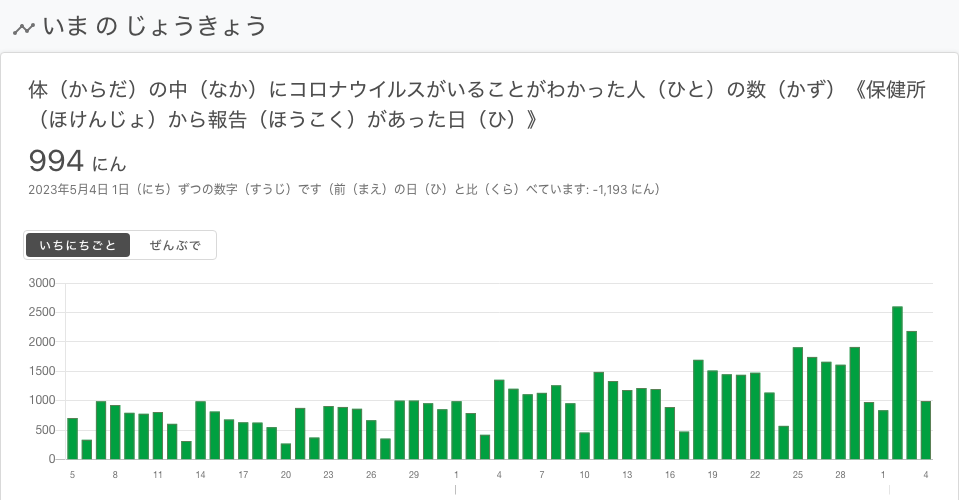 いま の じょうきょう
体（からだ）の中（なか）にコロナウイルスがいることがわかった人（ひと）の数（かず）《保健所
（ほけんじょ）から報告（ほうこく）があった日（ひ）》
994 にん
2023年5月4日 1日（にち）ずつの数字（すうじ）です（前（まえ）の日（ひ）と比（くら）べています: -1,193 にん）
いちにちごと ぜんぶで
3000
2500
2000
1500
1000
500
0
5 8 11 14 17 20 23 26 29 1 4 7 10 13 16 19 22 25 28 1 4